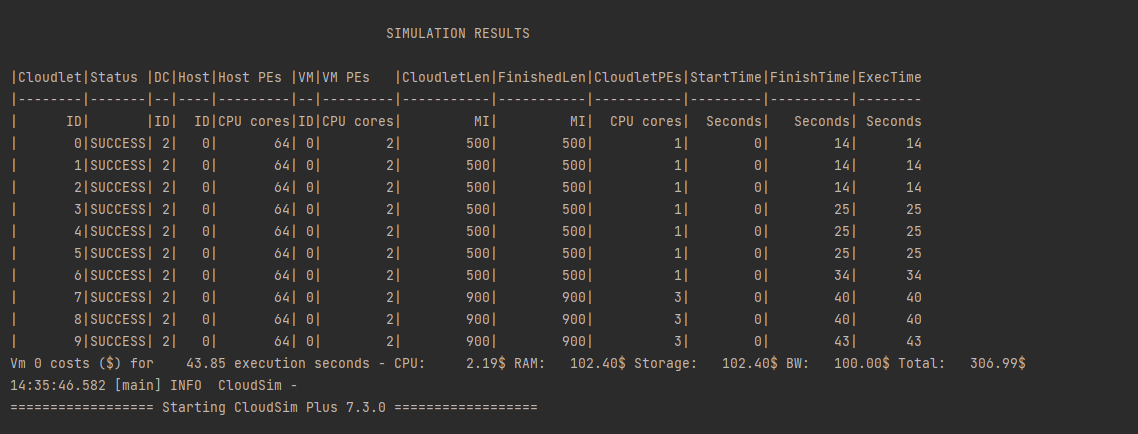 SIMULATION RESULTS
|Cloudlet|Status |DC|Host|Host PEs |VM|VM PEs   |CloudletLen|FinishedLen|CloudletPEs|StartTime|FinishTime|ExecTime
|--------|-------|--|----|---------|--|---------|-----------|-----------|-----------|---------|----------|--------
|      ID|       |ID|  ID|CPU cores|ID|CPU cores|         MI|         MI|  CPU cores|  Seconds|   Seconds| Seconds
|       0|SUCCESS| 2|   0|       64| 0|        2|        500|        500|          1|        0|        14|      14
|       1|SUCCESS| 2|   0|       64| 0|        2|        500|        500|          1|        0|        14|      14
|       2|SUCCESS| 2|   0|       64| 0|        2|        500|        500|          1|        0|        14|      14
|       3|SUCCESS| 2|   0|       64| 0|        2|        500|        500|          1|        0|        25|      25
|       4|SUCCESS| 2|   0|       64| 0|        2|        500|        500|          1|        0|        25|      25
|       5|SUCCESS| 2|   0|       64| 0|        2|        500|        500|          1|        0|        25|      25
|       6|SUCCESS| 2|   0|       64| 0|        2|        500|        500|          1|        0|        34|      34
|       7|SUCCESS| 2|   0|       64| 0|        2|        900|        900|          3|        0|        40|      40
|       8|SUCCESS| 2|   0|       64| 0|        2|        900|        900|          3|        0|        40|      40
|       9|SUCCESS| 2|   0|       64| 0|        2|        900|        900|          3|        0|        43|      43
Vm 0 costs ($) for    43.85 execution seconds - CPU:     2.19$ RAM:   102.40$ Storage:   102.40$ BW:   100.00$ Total:   306.99$
14:35:46.582 [main] INFO  CloudSim -
================== Starting CloudSim Plus 7.3.0 ==================